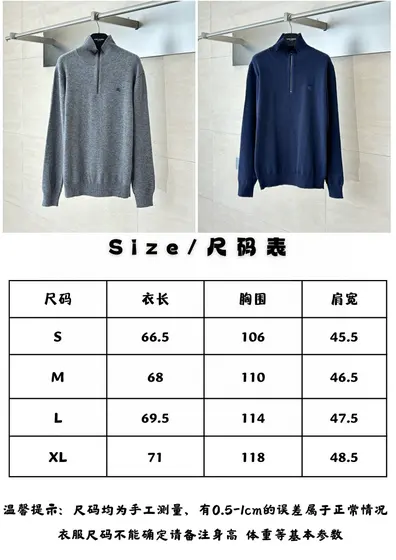 Size/尺码表
尺码 衣长 胸围 肩宽
S 66.5 106 45.5
M 68 110 46.5
L 69.5 114 47.5
XL 71 118 48.5
温馨提示：尺码均为手工测量、有0.5-1cm的误差属于正常情况
衣服尺码不能确定请备注身高 体重等基本参数